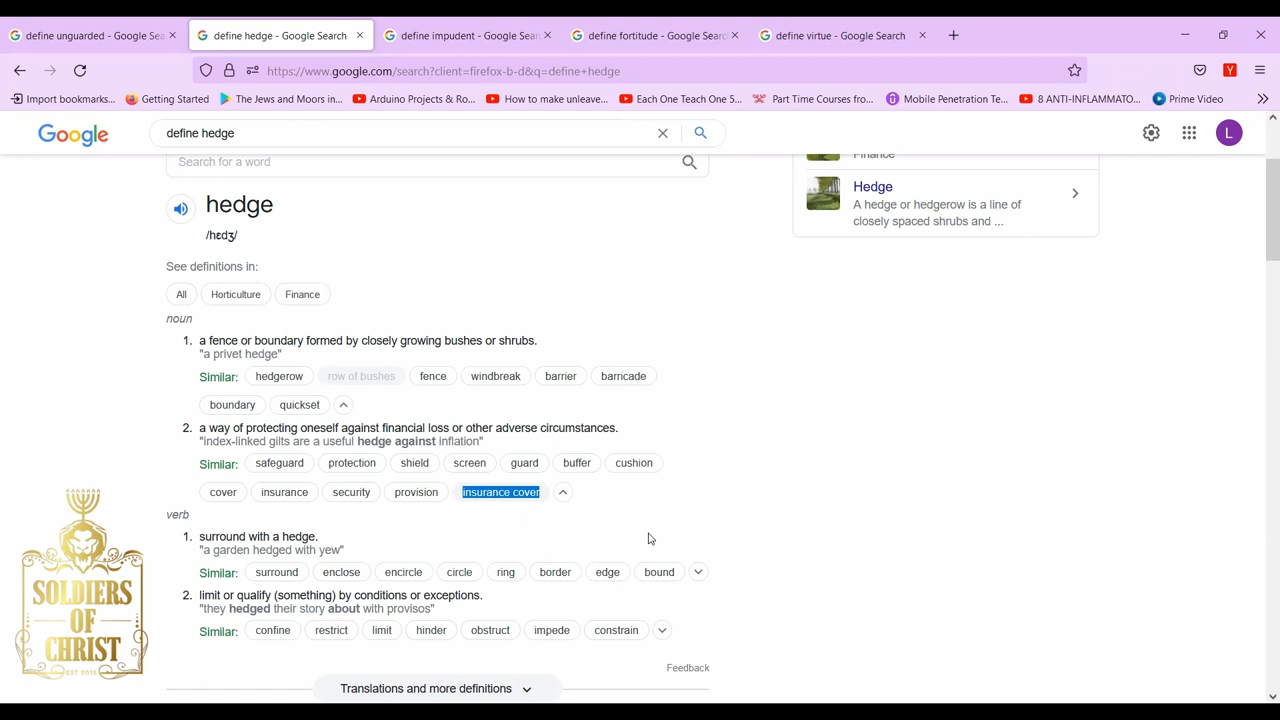 define unguarded - Google Sea
define hedge - Google Search
define impudent - Google Sear
define fortitude - Google Search
define virtue - Google Search
https://www.google.com/search?client=firefox-b-d&q=define+hedge
Import bookmarks...
Getting Started
The Jews and Moors in...
Arduino Projects & Ro...
How to make unleave...
Each One Teach One 5...
Part Time Courses fro...
Mobile Penetration Te...
8 ANTI-INFLAMMATO...
Prime Video
Google
define hedge
L
Search for a word
Finance
hedge
/hɛdʒ/
Hedge
A hedge or hedgerow is a line of
closely spaced shrubs and ...
See definitions in:
All Horticulture Finance
noun
1. a fence or boundary formed by closely growing bushes or shrubs.
"a privet hedge"
Similar: hedgerow row of bushes fence windbreak barrier barricade
boundary quickset
2. a way of protecting oneself against financial loss or other adverse circumstances.
"index-linked gilts are a useful hedge against inflation"
Similar: safeguard protection shield screen guard buffer cushion
cover insurance security provision insurance cover
verb
1. surround with a hedge.
"a garden hedged with yew"
Similar: surround enclose encircle circle ring border edge bound
2. limit or qualify (something) by conditions or exceptions.
"they hedged their story about with provisos"
Similar: confine restrict limit hinder obstruct impede constrain
Feedback
Translations and more definitions
SOLDIERS
OF
CHRIST